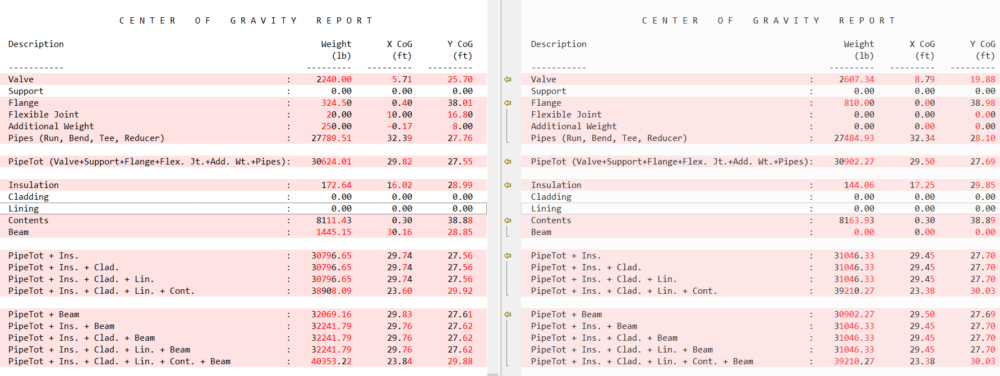 CENTER OF GRAVITY REPORT
Description Weight X CoG Y CoG
(lb) (ft) (ft)
----------- --------- --------- ---------
Valve : 2240.00 5.71 25.70
Support : 0.00 0.00 0.00
Flange : 324.50 0.40 38.01
Flexible Joint : 20.00 10.00 16.80
Additional Weight : 250.00 -0.17 8.00
Pipes (Run, Bend, Tee, Reducer) : 27789.51 32.39 27.76
PipeTot (Valve+Support+Flange+Flex. Jt.+Add. Wt.+Pipes): 30624.01 29.82 27.55
Insulation : 172.64 16.02 28.99
Cladding : 0.00 0.00 0.00
Lining : 0.00 0.00 0.00
Contents : 8111.43 0.30 38.88
Beam : 1445.15 30.16 28.85
PipeTot + Ins. : 30796.65 29.74 27.56
PipeTot + Ins. + Clad. : 30796.65 29.74 27.56
PipeTot + Ins. + Clad. + Lin. : 30796.65 29.74 27.56
PipeTot + Ins. + Clad. + Lin. + Cont. : 38908.09 23.60 29.92
PipeTot + Beam : 32069.16 29.83 27.61
PipeTot + Ins. + Beam : 32241.79 29.76 27.62
PipeTot + Ins. + Clad. + Beam : 32241.79 29.76 27.62
PipeTot + Ins. + Clad. + Lin. + Beam : 32241.79 29.76 27.62
PipeTot + Ins. + Clad. + Lin. + Cont. + Beam : 40353.22 23.84 29.88
CENTER OF GRAVITY REPORT
Description Weight X CoG Y CoG
(lb) (ft) (ft)
----------- --------- --------- ---------
Valve : 2607.34 8.79 19.88
Support : 0.00 0.00 0.00
Flange : 810.00 0.00 38.98
Flexible Joint : 0.00 0.00 0.00
Additional Weight : 0.00 0.00 0.00
Pipes (Run, Bend, Tee, Reducer) : 27484.93 32.34 28.10
PipeTot (Valve+Support+Flange+Flex. Jt.+Add. Wt.+Pipes): 30902.27 29.50 27.69
Insulation : 144.06 17.25 29.85
Cladding : 0.00 0.00 0.00
Lining : 0.00 0.00 0.00
Contents : 8163.93 0.30 38.89
Beam : 0.00 0.00 0.00
PipeTot + Ins. : 31046.33 29.45 27.70
PipeTot + Ins. + Clad. : 31046.33 29.45 27.70
PipeTot + Ins. + Clad. + Lin. : 31046.33 29.45 27.70
PipeTot + Ins. + Clad. + Lin. + Cont. : 39210.27 23.38 30.03
PipeTot + Beam : 30902.27 29.50 27.69
PipeTot + Ins. + Beam : 31046.33 29.45 27.70
PipeTot + Ins. + Clad. + Beam : 31046.33 29.45 27.70
PipeTot + Ins. + Clad. + Lin. + Beam : 31046.33 29.45 27.70
PipeTot + Ins. + Clad. + Lin. + Cont. + Beam : 39210.27 23.38 30.03